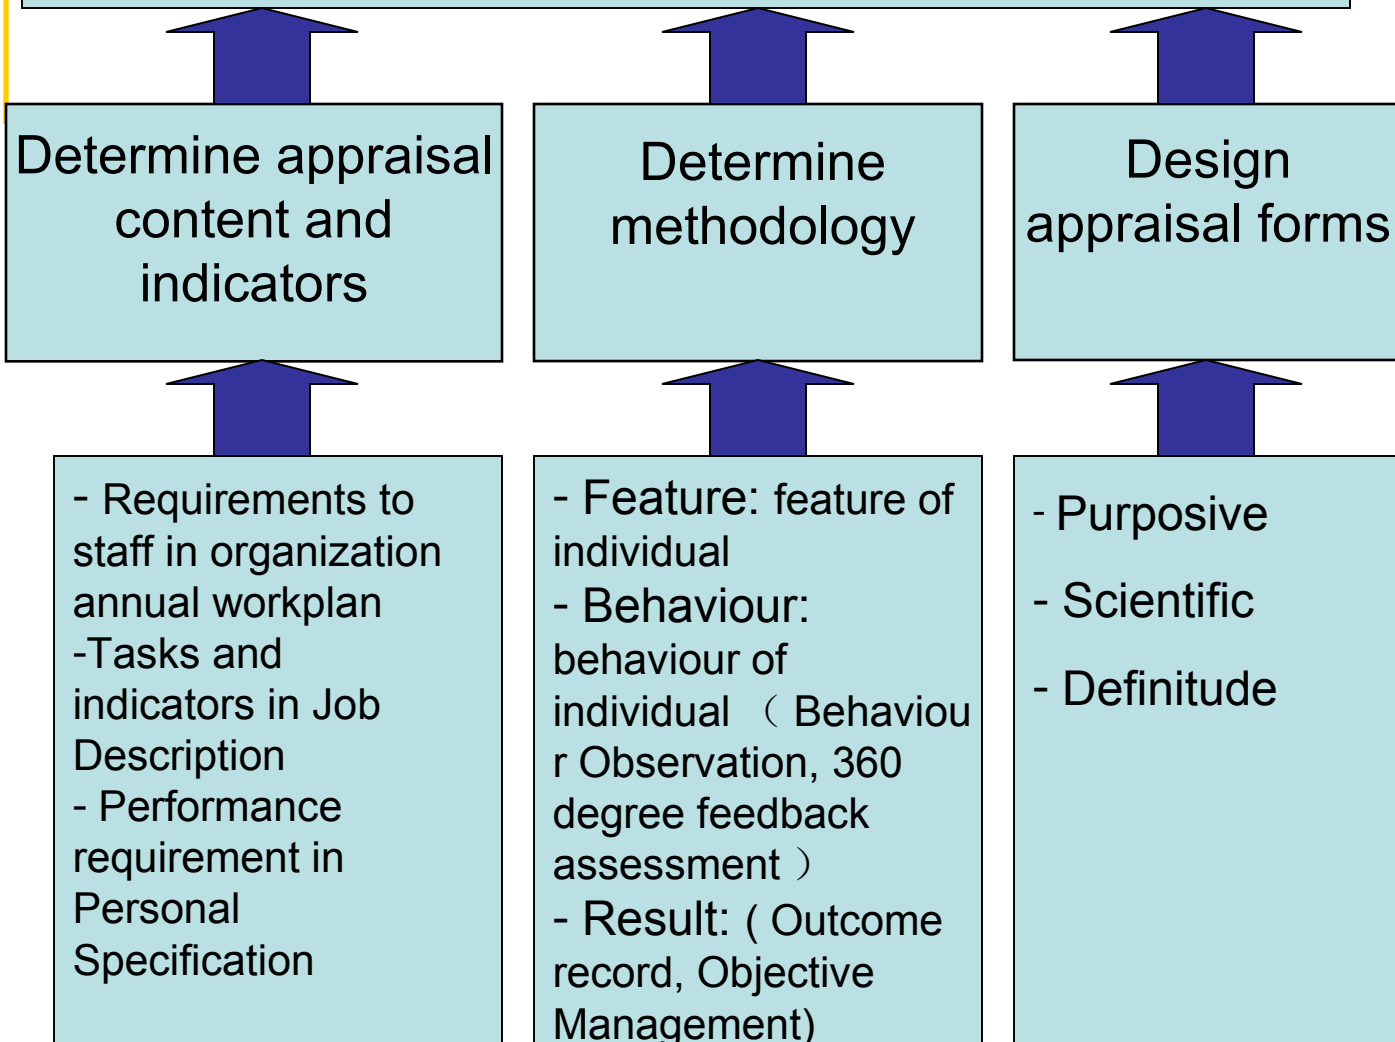 Determine appraisal
content and
indicators
Determine
methodology
Design
appraisal forms
- Requirements to
staff in organization
annual workplan
-Tasks and
indicators in Job
Description
- Performance
requirement in
Personal
Specification
- Feature: feature of
individual
- Behaviour:
behaviour of
individual （ Behaviou
r Observation, 360
degree feedback
assessment ）
- Result: ( Outcome
record, Objective
Management)
- Purposive
- Scientific
- Definitude